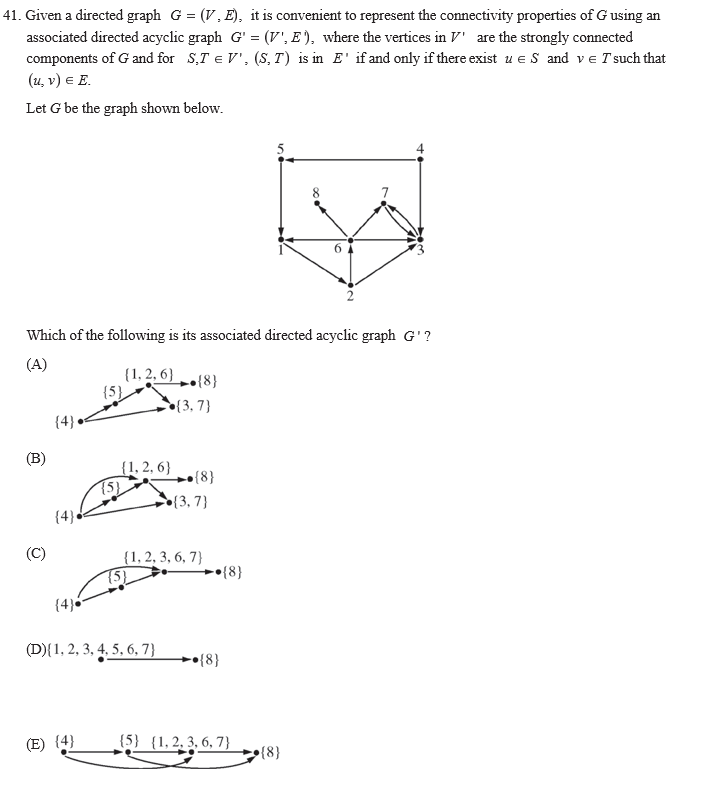 41. Given a directed graph G = (V, E), it is convenient to represent the connectivity properties of G using an
associated directed acyclic graph G' = (V', E'), where the vertices in V' are the strongly connected
components of G and for S,T ∈ V', (S, T) is in E' if and only if there exist u ∈ S and v ∈ T such that
(u, v) ∈ E.
Let G be the graph shown below.
5 4
8 7
1 6 3
2
Which of the following is its associated directed acyclic graph G'?
(A)
{1, 2, 6} {8}
{5}
{3, 7}
{4}
(B)
{1, 2, 6} {8}
{5}
{3, 7}
{4}
(C)
{1, 2, 3, 6, 7}
{5} {8}
{4}
(D){1, 2, 3, 4, 5, 6, 7}
{8}
(E) {4} {5} {1, 2, 3, 6, 7}
{8}